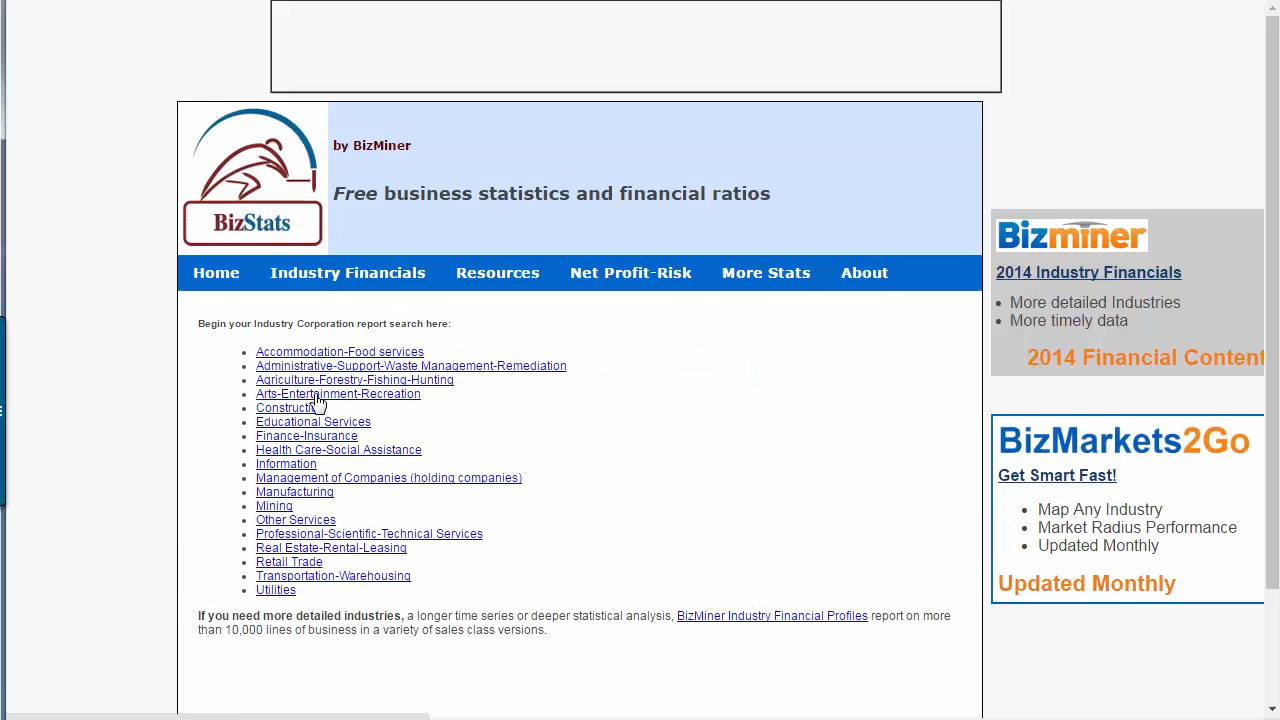 by BizMiner
Free business statistics and financial ratios
BizStats
Home Industry Financials Resources Net Profit-Risk More Stats About
Begin your Industry Corporation report search here:
Accommodation-Food services
Administrative-Support-Waste Management-Remediation
Agriculture-Forestry-Fishing-Hunting
Arts-Entertainment-Recreation
Educational Services
Finance-Insurance
Health Care-Social Assistance
Information
Management of Companies (holding companies)
Manufacturing
Mining
Other Services
Professional-Scientific-Technical Services
Real Estate-Rental-Leasing
Retail Trade
Transportation-Warehousing
Utilities
If you need more detailed industries, a longer time series or deeper statistical analysis, BizMiner Industry Financial Profiles report on more
than 10,000 lines of business in a variety of sales class versions.
Bizminer
2014 Industry Financials
More detailed Industries
More timely data
2014 Financial Content
BizMarkets2Go
Get Smart Fast!
Map Any Industry
Market Radius Performance
Updated Monthly
Updated Monthly